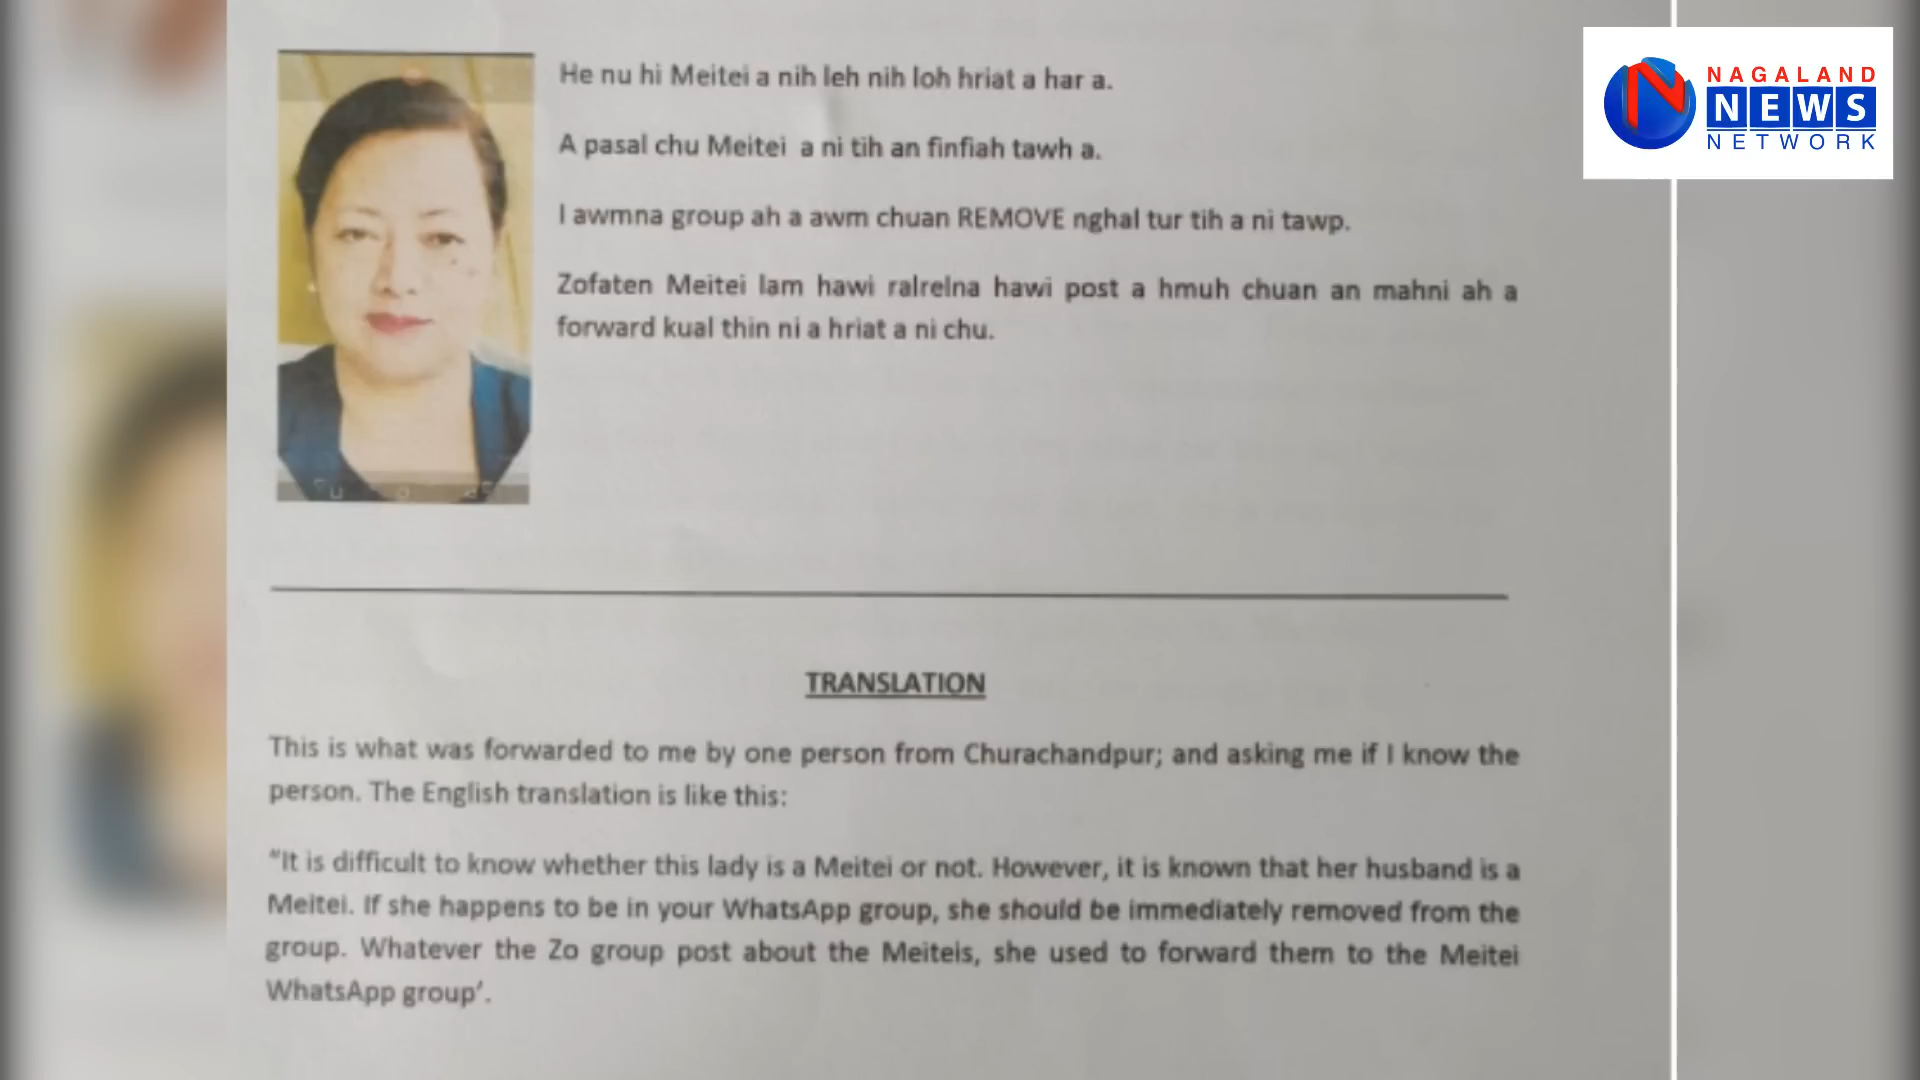 He nu hi Meitei a nih leh nih loh hriat a har a.
A pasal chu Meitei a ni tih an finfiah tawh a.
I awmna group ah a awm chuan REMOVE nghal tur tih a ni tawp.
Zofaten Meitei lam hawi ralrelna hawi post a hmuh chuan an mahni ah a
forward kual thin ni a hriat a ni chu.
NAGALAND
NEWS
NETWORK
TRANSLATION
This is what was forwarded to me by one person from Churachandpur; and asking me if I know the
person. The English translation is like this:
"It is difficult to know whether this lady is a Meitei or not. However, it is known that her husband is a
Meitei. If she happens to be in your WhatsApp group, she should be immediately removed from the
group. Whatever the Zo group post about the Meiteis, she used to forward them to the Meitei
WhatsApp group'.